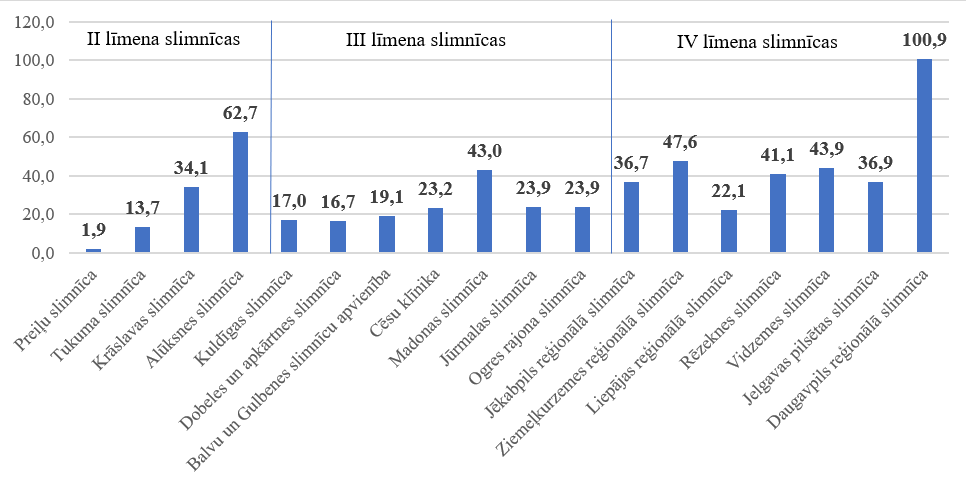 120,0
100,0
80,0
60,0
40,0
20,0
0,0
II līmena slimnīcas
III līmena slimnīcas
IV līmena slimnīcas
1,9
13,7
34,1
62,7
17,0
16,7
19,1
23,2
43,0
23,9
23,9
36,7
47,6
22,1
41,1
43,9
36,9
100,9
Preiļu slimnīca
Tukuma slimnīca
Krāslavas slimnīca
Alūksnes slimnīca
Kuldīgas slimnīca
Dobeles un apkārtnes slimnīca
Balvu un Gulbenes slimnīcu apvienība
Cēsu klīnika
Madonas slimnīca
Jūrmalas slimnīca
Ogres rajona slimnīca
Jēkabpils reģionālā slimnīca
Ziemeļkurzemes reģionālā slimnīca
Liepājas reģionālā slimnīca
Rēzeknes slimnīca
Vidzemes slimnīca
Jelgavas pilsētas slimnīca
Daugavpils reģionālā slimnīca